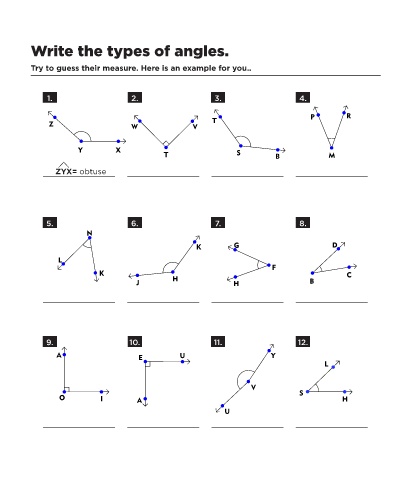 Write the types of angles.
Try to guess their measure. Here is an example for you..
1. 2. 3. 4.
Z Y X
W T V
T S B
P R M
ZYX= obtuse
5. 6. 7. 8.
N L K
K J H
G F H
D B C
9. 10. 11. 12.
A O I
E U A
Y V U
L S H